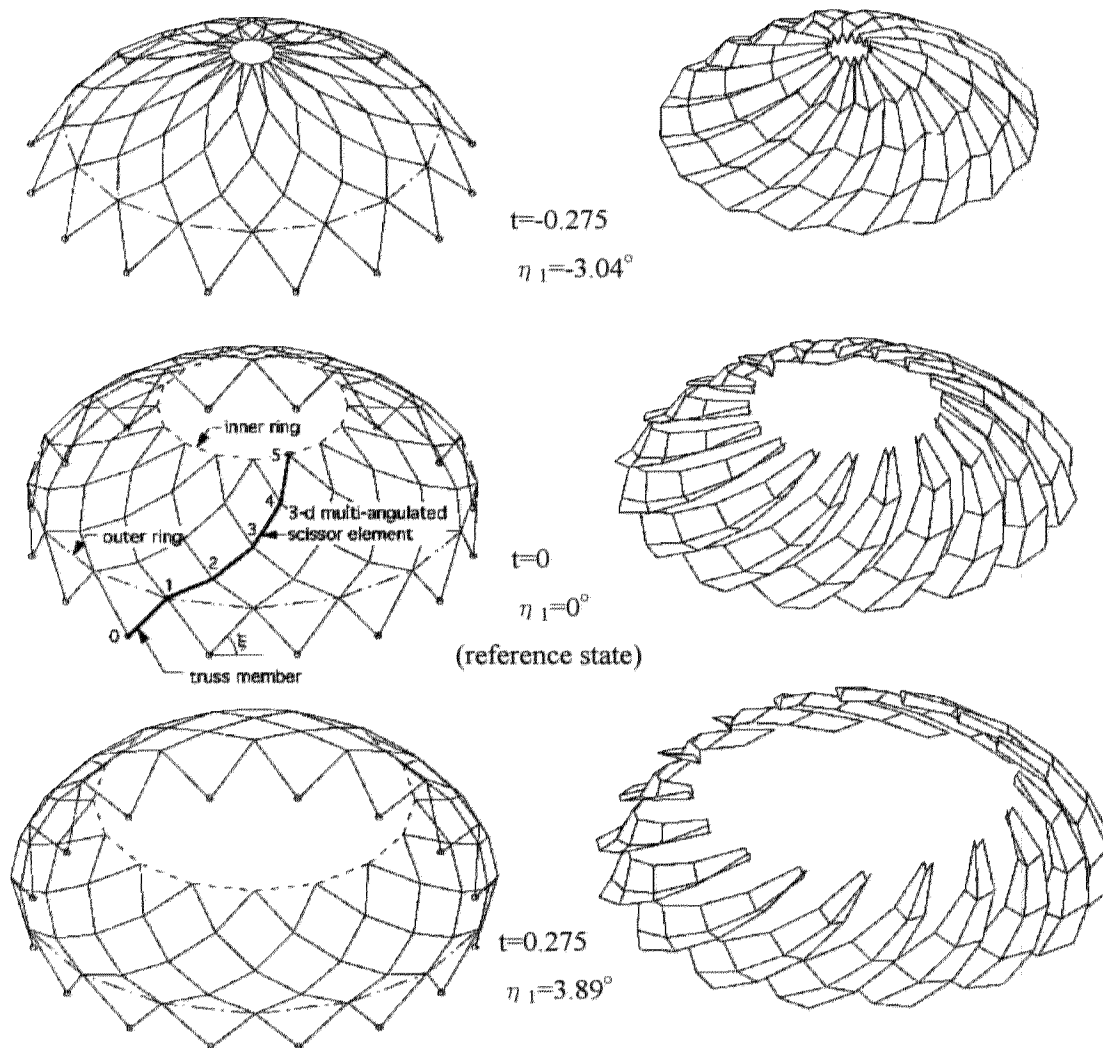 t=-0.275
η 1=-3.04°
inner ring
5
4
3-d multi-angulated
3
scissor element
outer ring
2
1
0
ξ
truss member
t=0
η 1=0°
(reference state)
t=0.275
η 1=3.89°